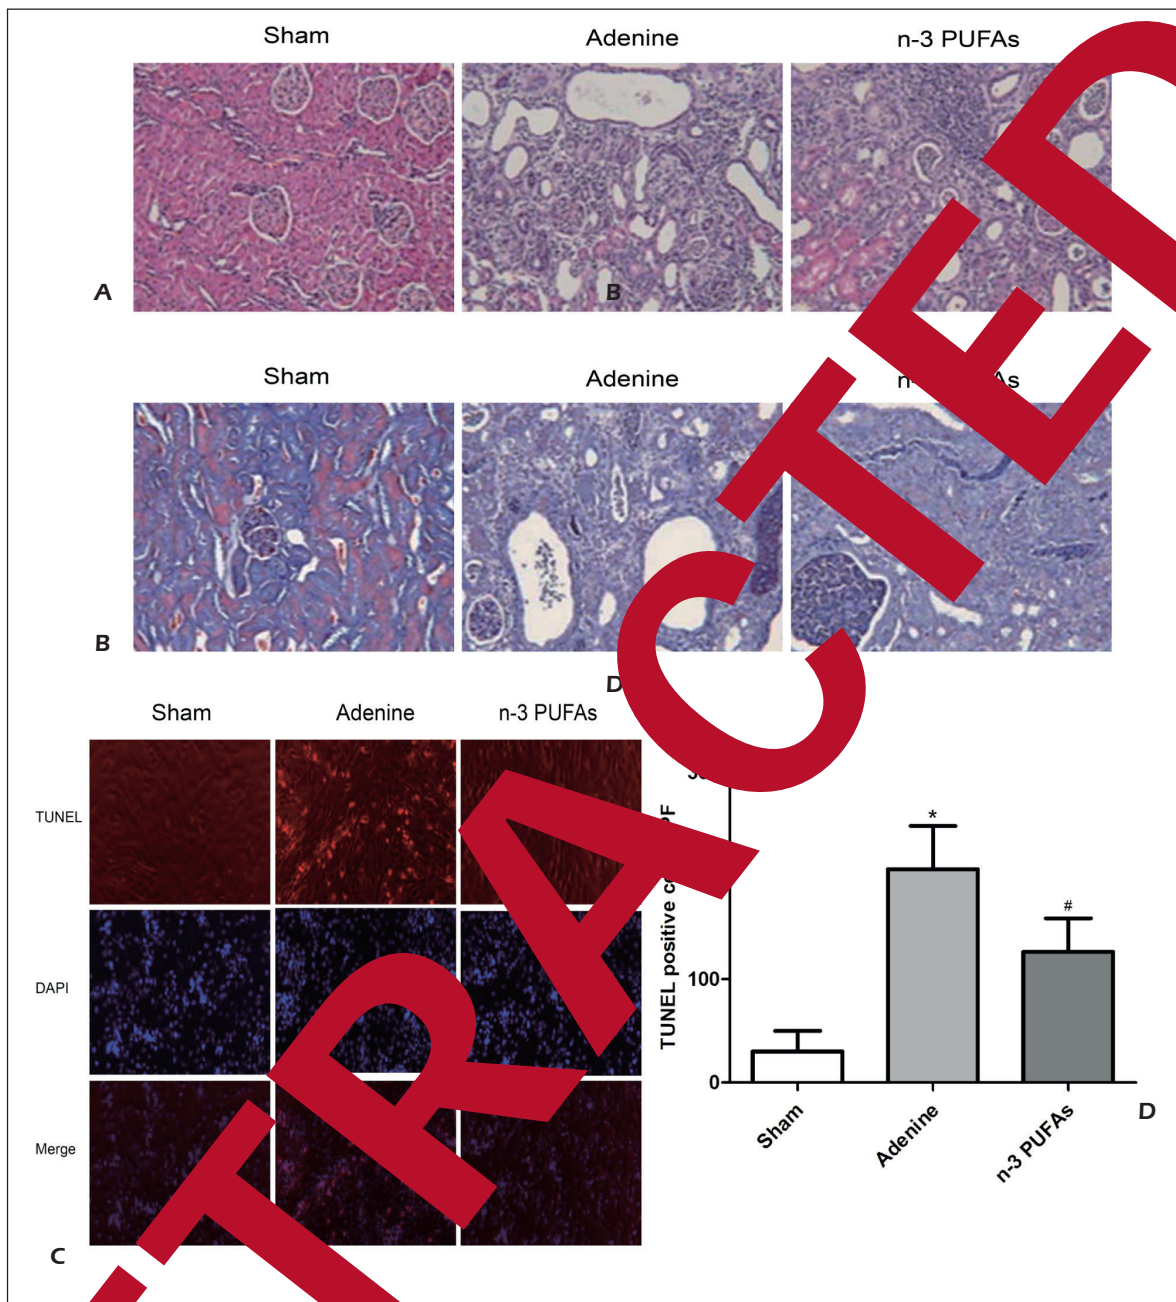 Sham Adenine n-3 PUFAs
A B
Sham Adenine
B
D
Sham Adenine n-3 PUFAs
TUNEL
DAPI
Merge
C
TUNEL positive
*
#
100
0
Sham
Adenine
n-3 PUFAs
D
TRACTED